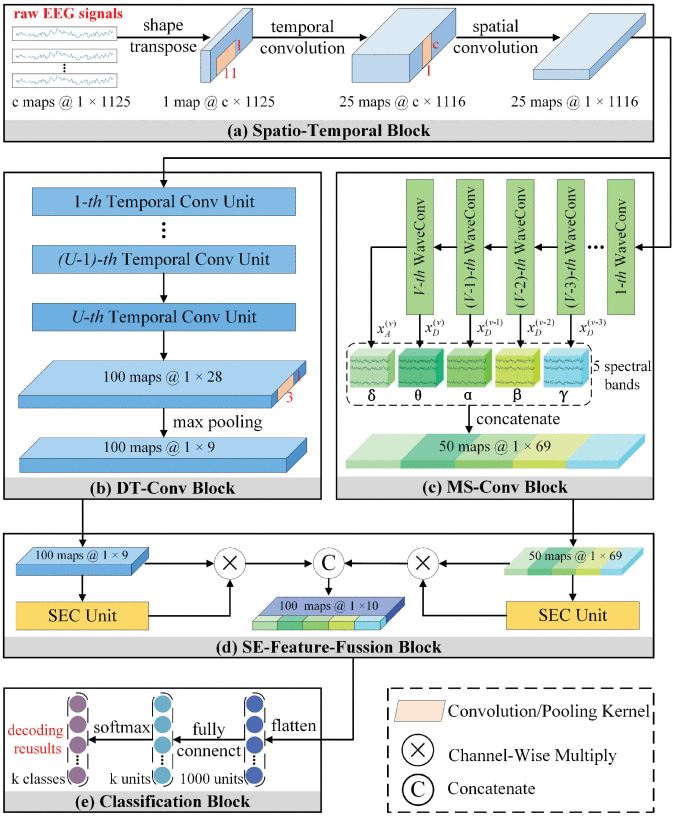 raw EEG signals
shape
transpose
temporal
convolution
spatial
convolution
1
11
c
1
c maps @ 1 × 1125
1 map @ c × 1125
25 maps @ c × 1116
25 maps @ 1 × 1116
(a) Spatio-Temporal Block
1-th Temporal Conv Unit
(U-1)-th Temporal Conv Unit
U-th Temporal Conv Unit
100 maps @ 1 × 28
1
3
max pooling
100 maps @ 1 × 9
(b) DT-Conv Block
V-th WaveConv
(V-1)-th WaveConv
(V-2)-th WaveConv
(V-3)-th WaveConv
1-th WaveConv
x_A^(v)
x_D^(v)
x_D^(v-1)
x_D^(v-2)
x_D^(v-3)
5 spectral
bands
δ θ α β γ
concatenate
50 maps @ 1 × 69
(c) MS-Conv Block
100 maps @ 1 × 9
SEC Unit
C
100 maps @ 1 ×10
50 maps @ 1 × 69
SEC Unit
(d) SE-Feature-Fussion Block
decoding
reusults
softmax
fully
connenct
flatten
k classes
k units
1000 units
(e) Classification Block
Convolution/Pooling Kernel
Channel-Wise Multiply
C
Concatenate